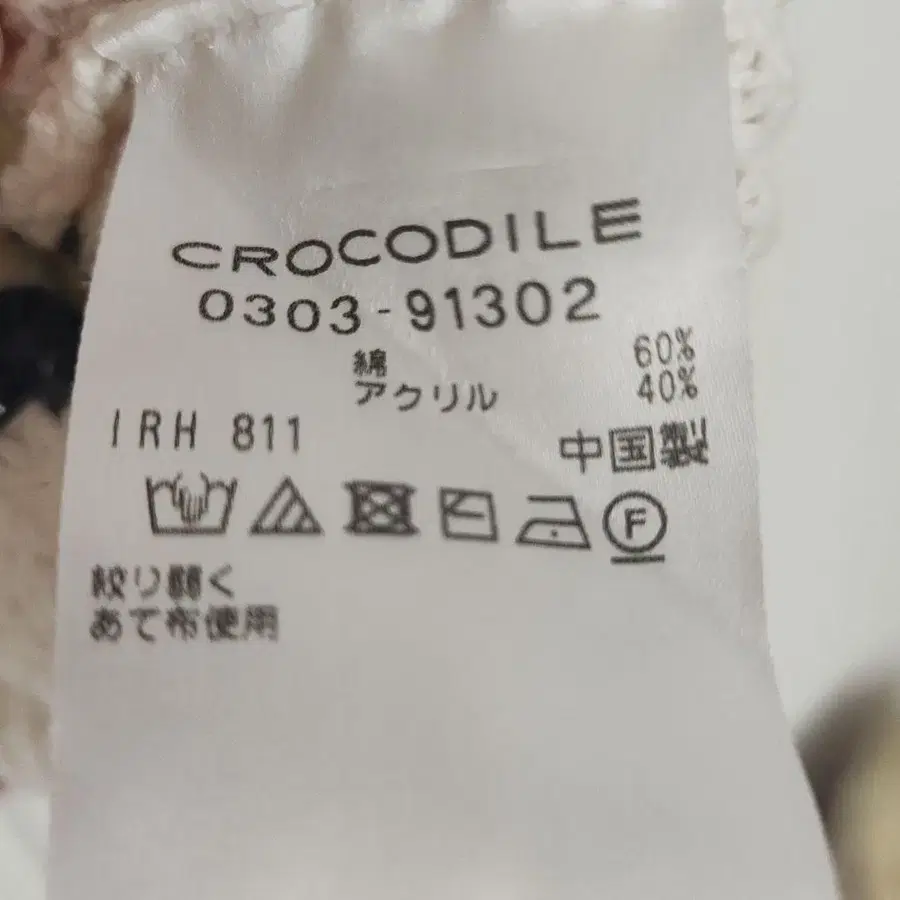 CROCODILE
0303-91302
綿 60%
アクリル 40%
IRH 811
中国製
F
絞り弱く
あて布使用